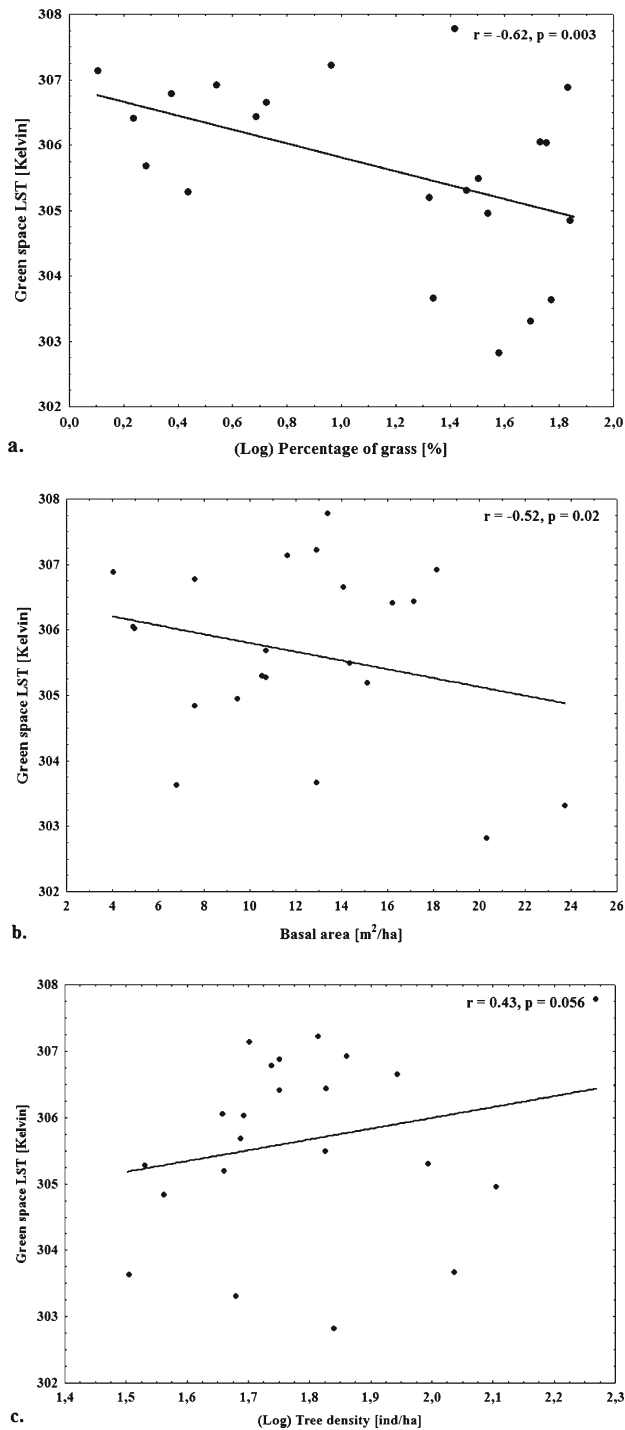 r = -0.62, p = 0.003
Green space LST [Kelvin]
308
307
306
305
304
303
302
0,0 0,2 0,4 0,6 0,8 1,0 1,2 1,4 1,6 1,8 2,0
(Log) Percentage of grass [%]
a.
r = -0.52, p = 0.02
Green space LST [Kelvin]
308
307
306
305
304
303
302
2 4 6 8 10 12 14 16 18 20 22 24 26
Basal area [m²/ha]
b.
r = 0.43, p = 0.056
Green space LST [Kelvin]
308
307
306
305
304
303
302
1,4 1,5 1,6 1,7 1,8 1,9 2,0 2,1 2,2 2,3
(Log) Tree density [ind/ha]
c.